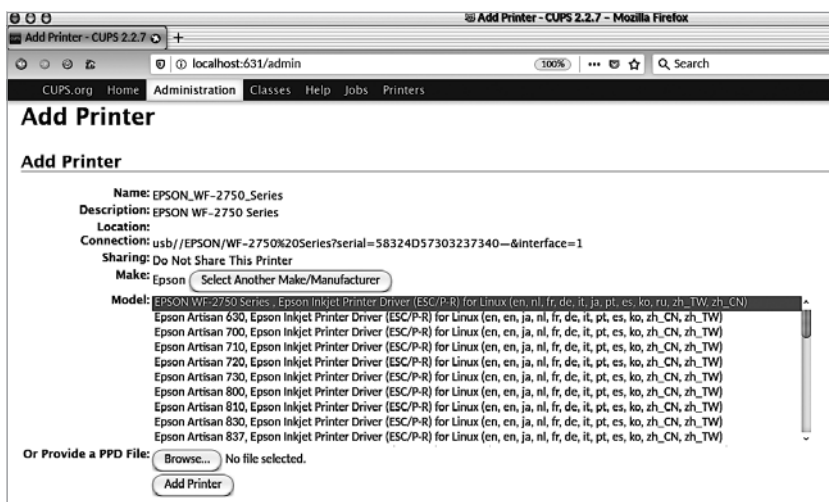 Add Printer - CUPS 2.2.7 - Mozilla Firefox
Add Printer - CUPS 2.2.7 +
localhost:631/admin 100% ... Search
CUPS.org Home Administration Classes Help Jobs Printers
Add Printer
Add Printer
Name: EPSON_WF-2750_Series
Description: EPSON WF-2750 Series
Location:
Connection: usb//EPSON/WF-2750%20Series?serial=58324D57303237340—&interface=1
Sharing: Do Not Share This Printer
Make: Epson Select Another Make/Manufacturer
Model: EPSON WF-2750 Series , Epson Inkjet Printer Driver (ESC/P-R) for Linux (en, nl, fr, de, it, ja, pt, es, ko, ru, zh_TW, zh_CN)
Epson Artisan 630, Epson Inkjet Printer Driver (ESC/P-R) for Linux (en, en, ja, nl, fr, de, it, pt, es, ko, zh_CN, zh_TW)
Epson Artisan 700, Epson Inkjet Printer Driver (ESC/P-R) for Linux (en, en, ja, nl, fr, de, it, pt, es, ko, zh_CN, zh_TW)
Epson Artisan 710, Epson Inkjet Printer Driver (ESC/P-R) for Linux (en, en, ja, nl, fr, de, it, pt, es, ko, zh_CN, zh_TW)
Epson Artisan 720, Epson Inkjet Printer Driver (ESC/P-R) for Linux (en, en, ja, nl, fr, de, it, pt, es, ko, zh_CN, zh_TW)
Epson Artisan 730, Epson Inkjet Printer Driver (ESC/P-R) for Linux (en, en, ja, nl, fr, de, it, pt, es, ko, zh_CN, zh_TW)
Epson Artisan 800, Epson Inkjet Printer Driver (ESC/P-R) for Linux (en, en, ja, nl, fr, de, it, pt, es, ko, zh_CN, zh_TW)
Epson Artisan 810, Epson Inkjet Printer Driver (ESC/P-R) for Linux (en, en, ja, nl, fr, de, it, pt, es, ko, zh_CN, zh_TW)
Epson Artisan 830, Epson Inkjet Printer Driver (ESC/P-R) for Linux (en, en, ja, nl, fr, de, it, pt, es, ko, zh_CN, zh_TW)
Epson Artisan 837, Epson Inkjet Printer Driver (ESC/P-R) for Linux (en, en, ja, nl, fr, de, it, pt, es, ko, zh_CN, zh_TW)
Or Provide a PPD File: Browse... No file selected.
Add Printer